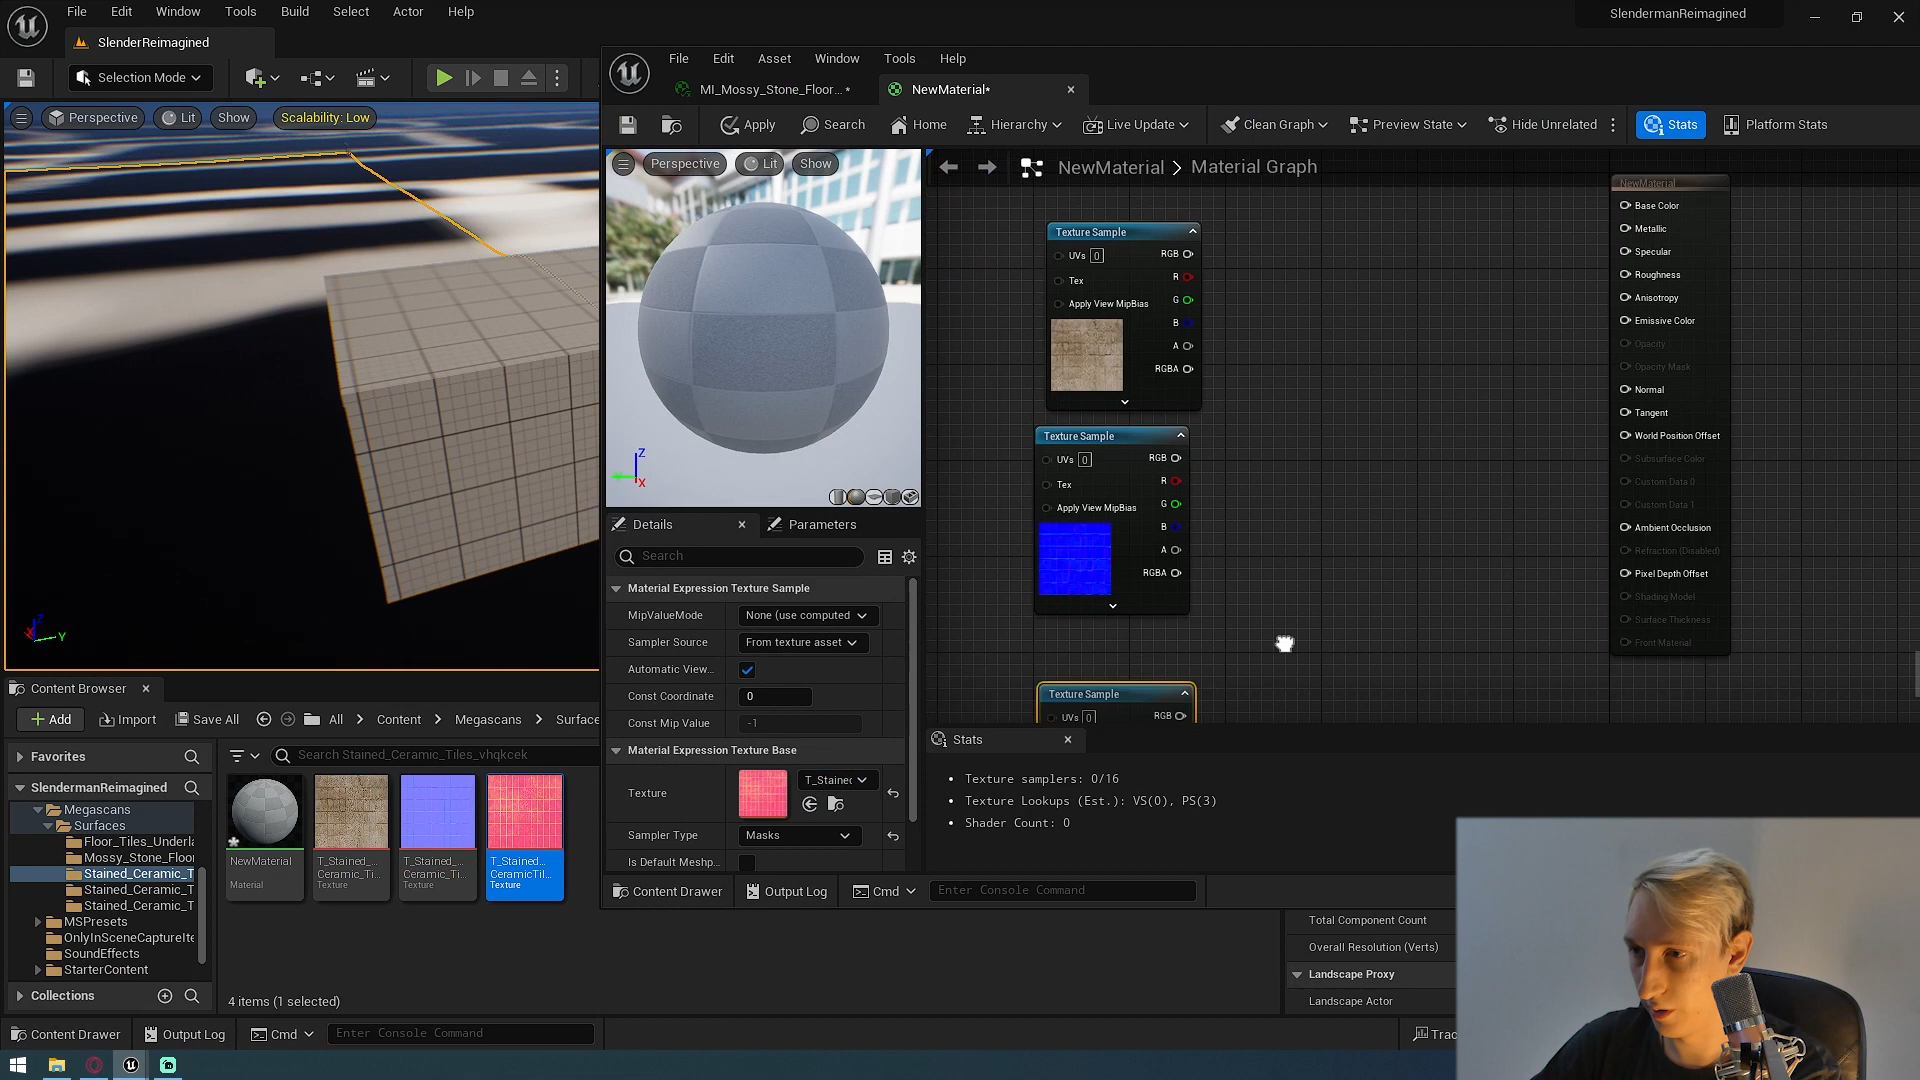 File Edit Window Tools Build Select Actor Help
SlendermanReimagined
SlenderReimagined
Selection Mode
Perspective Lit Show Scalability: Low
File Edit Asset Window Tools Help
MI_Mossy_Stone_Floor... •
NewMaterial•
Apply Search Home Hierarchy Live Update Clean Graph Preview State Hide Unrelated Stats Platform Stats
Perspective Lit Show
NewMaterial > Material Graph
NewMaterial
Base Color
Metallic
Specular
Roughness
Anisotropy
Emissive Color
Opacity
Opacity Mask
Normal
Tangent
World Position Offset
Subsurface Color
Custom Data 0
Custom Data 1
Ambient Occlusion
Refraction (Disabled)
Pixel Depth Offset
Shading Model
Surface Thickness
Front Material
Texture Sample
UVs 0 RGB
R
Tex
G
Apply View MipBias
B
A
RGBA
Texture Sample
UVs 0 RGB
R
Tex
G
Apply View MipBias
B
A
RGBA
Texture Sample
UVs 0 RGB
Z
X
Z
X
Y
Details Parameters
Search
Material Expression Texture Sample
MipValueMode None (use computed
Sampler Source From texture asset
Automatic View...
Const Coordinate 0
Const Mip Value -1
Material Expression Texture Base
Texture T_Stained
Sampler Type Masks
Is Default Meshp...
Stats
Texture samplers: 0/16
Texture Lookups (Est.): VS(0), PS(3)
Shader Count: 0
Content Drawer Output Log Cmd Enter Console Command
Content Browser
Add Import Save All All > Content > Megascans > Surface
Favorites
Search Stained_Ceramic_Tiles_vhqkcek
SlendermanReimagined
Megascans
Surfaces
Floor_Tiles_Underla
Mossy_Stone_Floor
Stained_Ceramic_T
Stained_Ceramic_T
Stained_Ceramic_T
MSPresets
OnlyInSceneCaptureIte
SoundEffects
StarterContent
Collections
NewMaterial
Material
T_Stained_...
Ceramic_Ti...
Texture
T_Stained_...
Ceramic_Ti...
Texture
T_Stained_...
CeramicTil...
Texture
4 items (1 selected)
Total Component Count
Overall Resolution (Verts)
Landscape Proxy
Landscape Actor
Content Drawer Output Log Cmd Enter Console Command
Trac